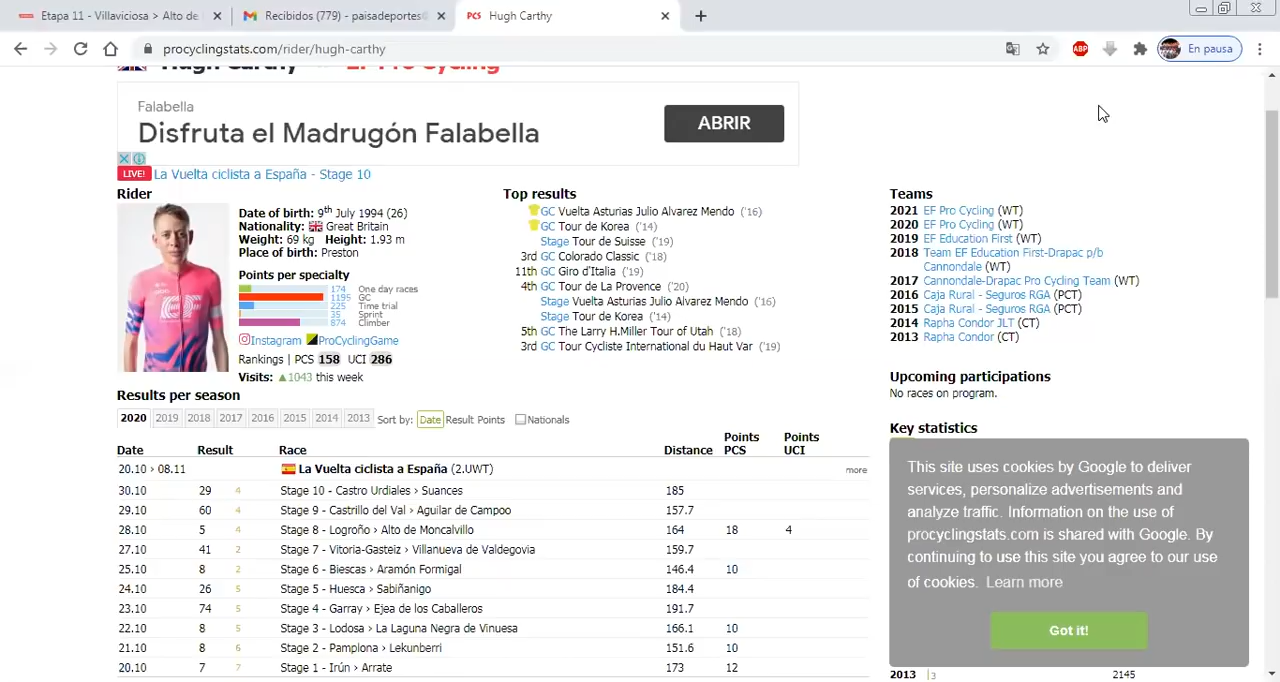 Etapa 11 - Villaviciosa > Alto de
Recibidos (779) - paisadeportes
PCS Hugh Carthy
procyclingstats.com/rider/hugh-carthy
ABP
En pausa
Hugh Carthy EF Pro Cycling
Falabella
Disfruta el Madrugón Falabella
ABRIR
LIVE! La Vuelta ciclista a España - Stage 10
Rider
Date of birth: 9th July 1994 (26)
Nationality: Great Britain
Weight: 69 kg Height: 1.93 m
Place of birth: Preston
Points per specialty
174 One day races
1195 GC
225 Time trial
35 Sprint
874 Climber
Instagram ProCyclingGame
Rankings | PCS 158 UCI 286
Visits: ▲1043 this week
Top results
GC Vuelta Asturias Julio Alvarez Mendo ('16)
GC Tour de Korea ('14)
Stage Tour de Suisse ('19)
3rd GC Colorado Classic ('18)
11th GC Giro d'Italia ('19)
4th GC Tour de La Provence ('20)
Stage Vuelta Asturias Julio Alvarez Mendo ('16)
Stage Tour de Korea ('14)
5th GC The Larry H.Miller Tour of Utah ('18)
3rd GC Tour Cycliste International du Haut Var ('19)
Teams
2021 EF Pro Cycling (WT)
2020 EF Pro Cycling (WT)
2019 EF Education First (WT)
2018 Team EF Education First-Drapac p/b
Cannondale (WT)
2017 Cannondale-Drapac Pro Cycling Team (WT)
2016 Caja Rural - Seguros RGA (PCT)
2015 Caja Rural - Seguros RGA (PCT)
2014 Rapha Condor JLT (CT)
2013 Rapha Condor (CT)
Upcoming participations
No races on program.
Key statistics
Results per season
2020 2019 2018 2017 2016 2015 2014 2013 Sort by: Date Result Points Nationals
Date Result Race Distance Points PCS Points UCI
20.10 › 08.11 La Vuelta ciclista a España (2.UWT) more
30.10 29 4 Stage 10 - Castro Urdiales › Suances 185
29.10 60 4 Stage 9 - Castrillo del Val › Aguilar de Campoo 157.7
28.10 5 4 Stage 8 - Logroño › Alto de Moncalvillo 164 18 4
27.10 41 2 Stage 7 - Vitoria-Gasteiz › Villanueva de Valdegovia 159.7
25.10 8 2 Stage 6 - Biescas › Aramón Formigal 146.4 10
24.10 26 5 Stage 5 - Huesca › Sabiñanigo 184.4
23.10 74 5 Stage 4 - Garray › Ejea de los Caballeros 191.7
22.10 8 5 Stage 3 - Lodosa › La Laguna Negra de Vinuesa 166.1 10
21.10 8 6 Stage 2 - Pamplona › Lekunberri 151.6 10
20.10 7 7 Stage 1 - Irún › Arrate 173 12
This site uses cookies by Google to deliver
services, personalize advertisements and
analyze traffic. Information on the use of
procyclingstats.com is shared with Google. By
continuing to use this site you agree to our use
of cookies. Learn more
Got it!
2013 3 2145